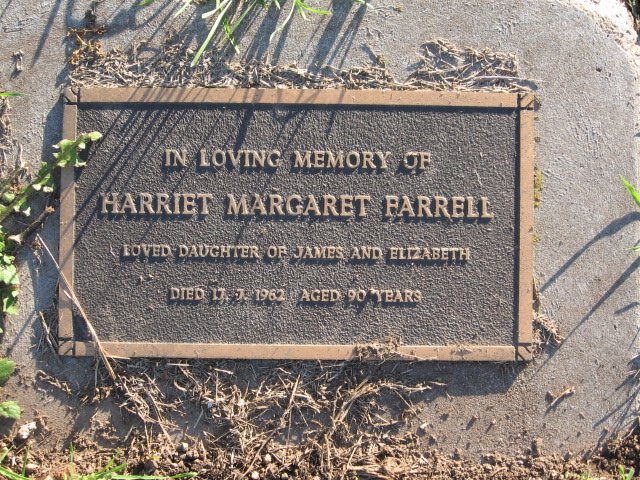 IN LOVING MEMORY OF
HARRIET MARGARET FARRELL
LOVED DAUGHTER OF JAMES AND ELIZABETH
DIED 17. 7. 1962 AGED 90 YEARS